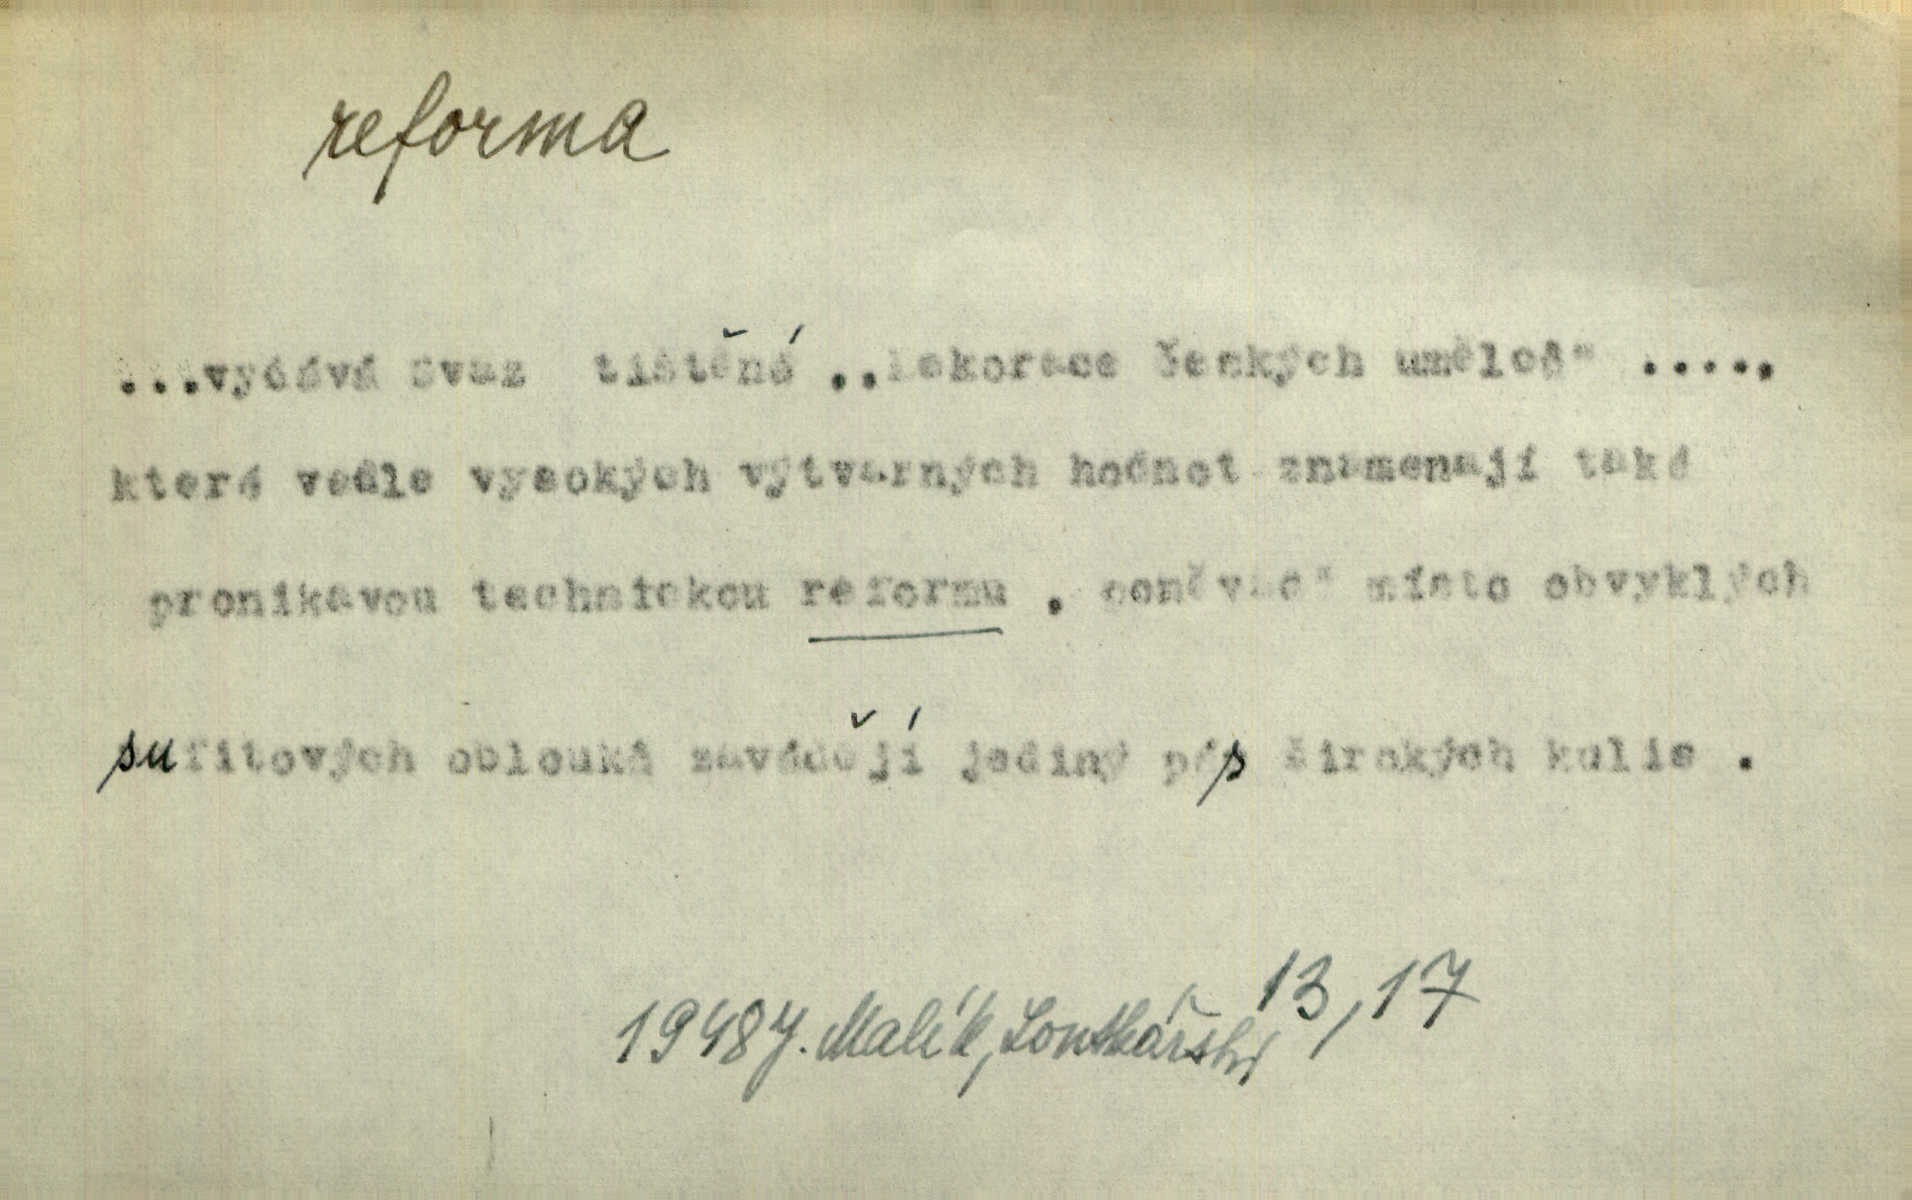 reforma
...vydává Svaz tištěné ..Dekorace českých umělců" .....
které vedle vysokých výtvarných hodnot znamenají také
pronikavou technickou reformu . poněvadž místo obvyklých
sufitových oblouků zavádějí jediný pás širokých kulis .
1948 J. Malík, Loutkářství 13, 17